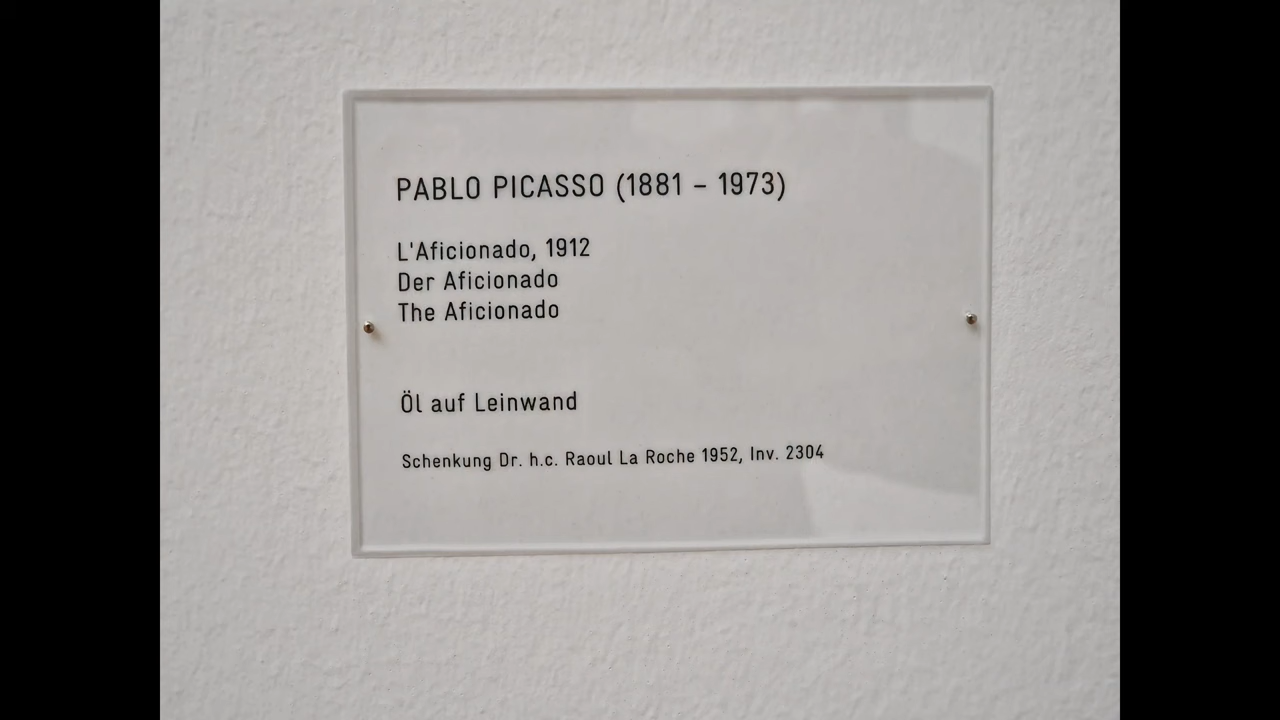 PABLO PICASSO (1881 – 1973)
L'Aficionado, 1912
Der Aficionado
The Aficionado
Öl auf Leinwand
Schenkung Dr. h.c. Raoul La Roche 1952, Inv. 2304